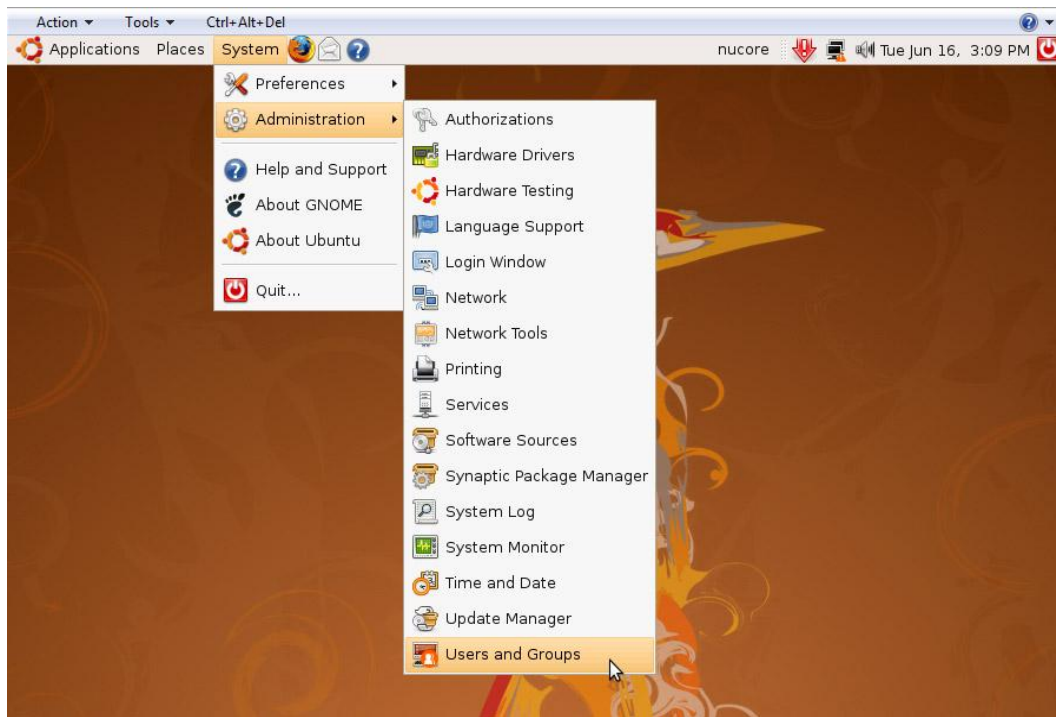 Action Tools Ctrl+Alt+Del
Applications Places System nucore Tue Jun 16, 3:09 PM
Preferences
Administration
Help and Support
About GNOME
About Ubuntu
Quit...
Authorizations
Hardware Drivers
Hardware Testing
Language Support
Login Window
Network
Network Tools
Printing
Services
Software Sources
Synaptic Package Manager
System Log
System Monitor
Time and Date
Update Manager
Users and Groups